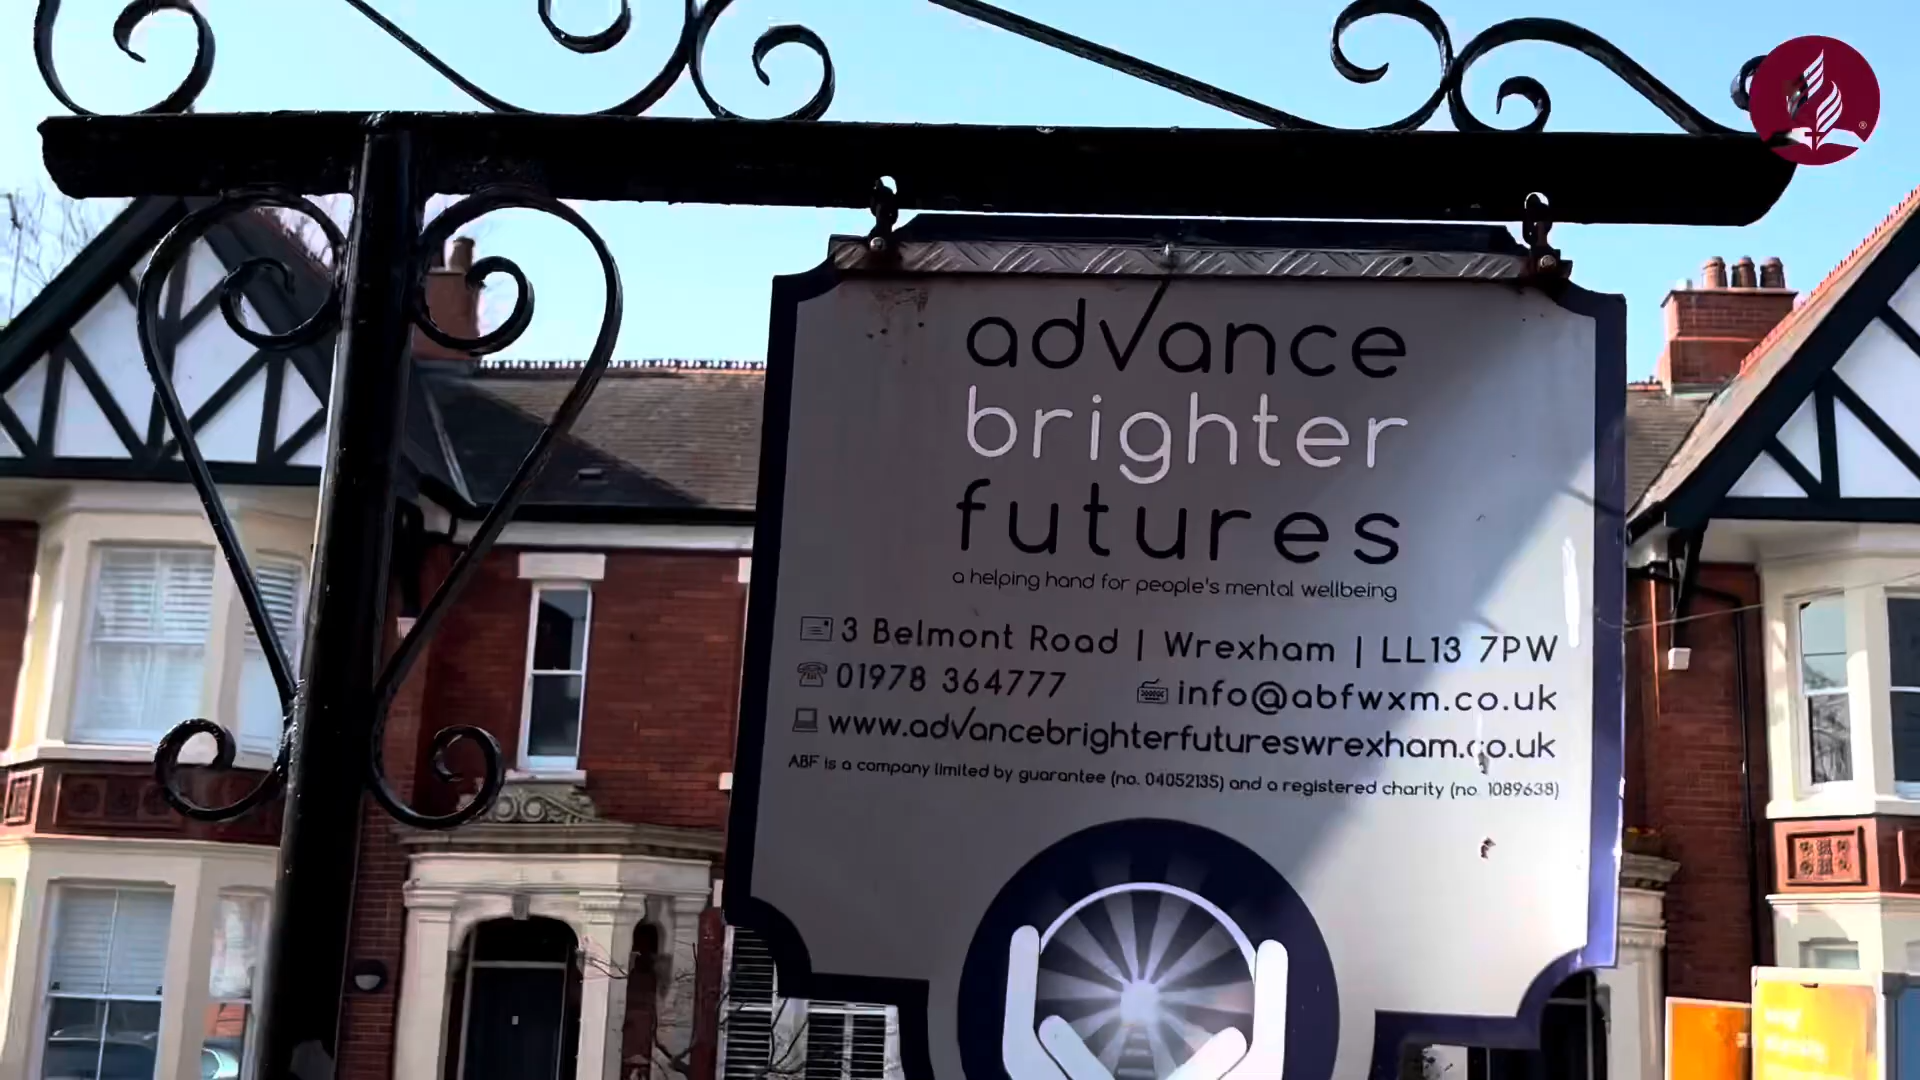 advance
brighter
futures
a helping hand for people's mental wellbeing
3 Belmont Road | Wrexham | LL13 7PW
01978 364777 info@abfwxm.co.uk
www.advancebrighterfutureswrexham.co.uk
ABF is a company limited by guarantee (no. 04052135) and a registered charity (no. 1089638)